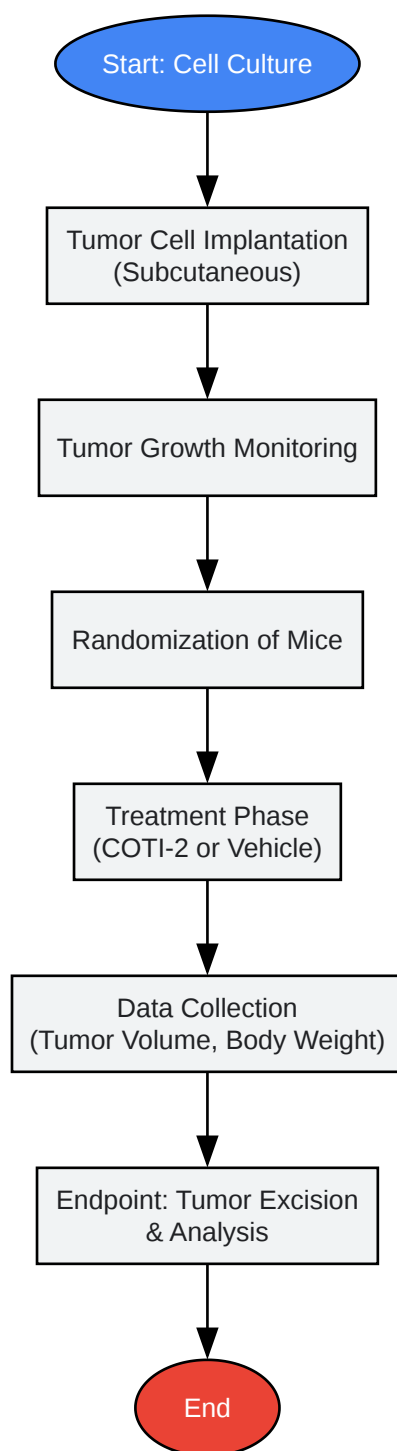 Start: Cell Culture
Tumor Cell Implantation
(Subcutaneous)
Tumor Growth Monitoring
Randomization of Mice
Treatment Phase
(COTI-2 or Vehicle)
Data Collection
(Tumor Volume, Body Weight)
Endpoint: Tumor Excision
& Analysis
End